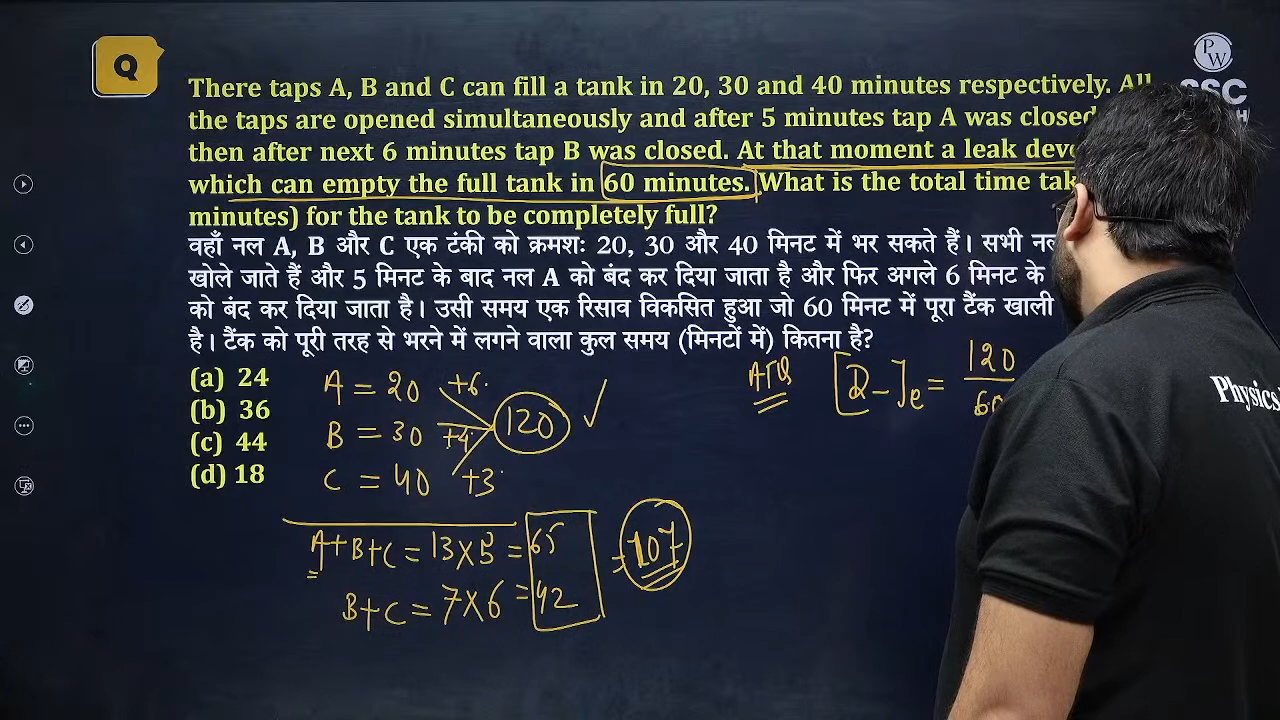 Q
There taps A, B and C can fill a tank in 20, 30 and 40 minutes respectively. All
the taps are opened simultaneously and after 5 minutes tap A was closed
then after next 6 minutes tap B was closed. At that moment a leak deve
which can empty the full tank in 60 minutes. What is the total time tak
minutes) for the tank to be completely full?
वहाँ नल A, B और C एक टंकी को क्रमशः 20, 30 और 40 मिनट में भर सकते हैं। सभी नल
खोले जाते हैं और 5 मिनट के बाद नल A को बंद कर दिया जाता है और फिर अगले 6 मिनट के
को बंद कर दिया जाता है। उसी समय एक रिसाव विकसित हुआ जो 60 मिनट में पूरा टैंक खाली
है। टैंक को पूरी तरह से भरने में लगने वाला कुल समय (मिनटों में) कितना है?
(a) 24
(b) 36
(c) 44
(d) 18
A = 20 +6
B = 30 +4
C = 40 +3
120
A+B+C = 13×5 = 65
B+C = 7×6 = 42
= 107
ATQ
= 120
60
PW
SSC
Physics